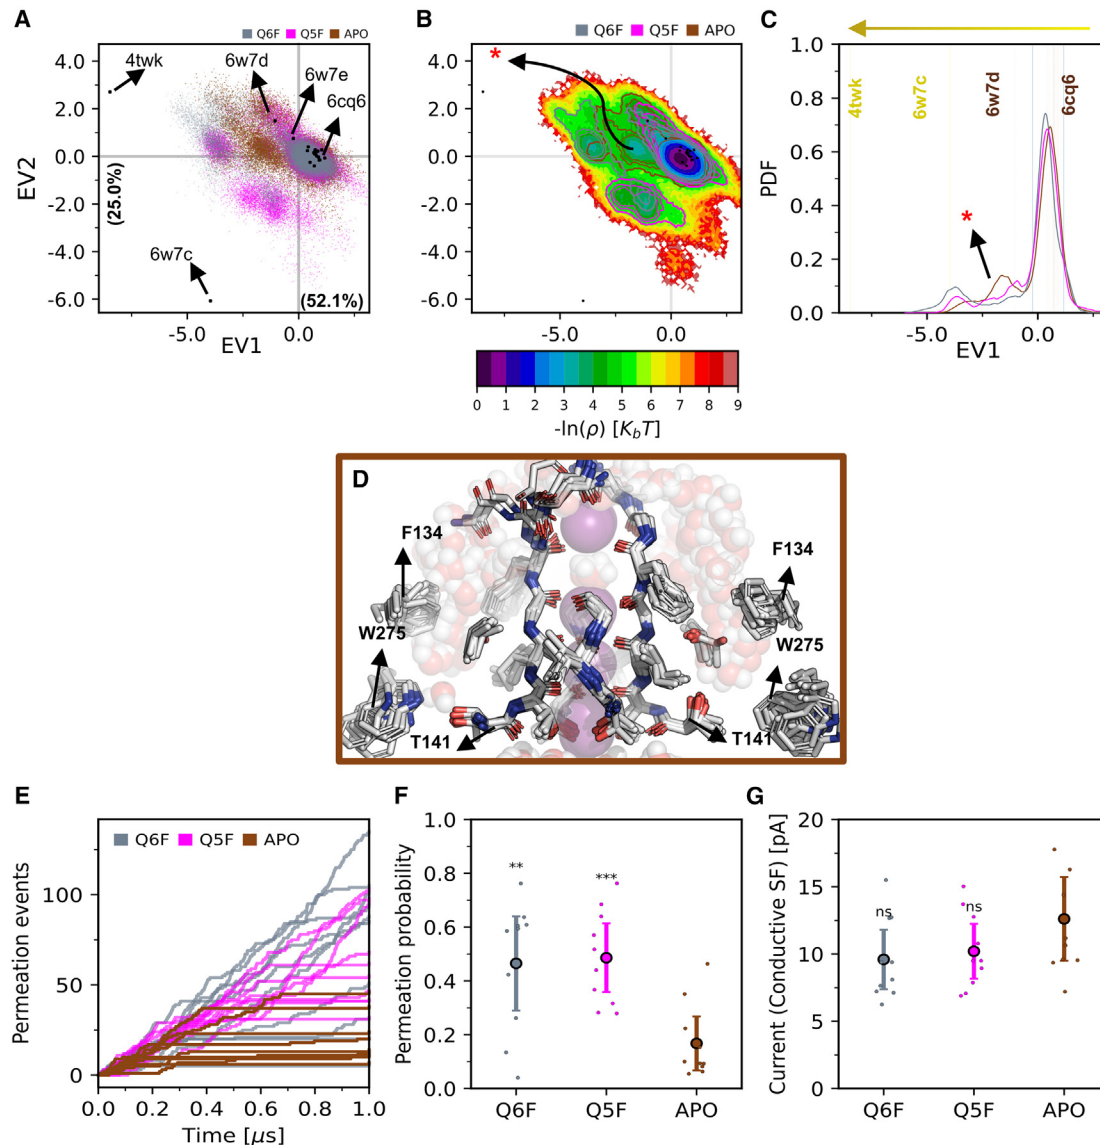 A
Q6F Q5F APO
4.0
2.0
0.0
-2.0
-4.0
-6.0
EV2
(25.0%)
4twk
6w7d
6w7e
6cq6
6w7c
(52.1%)
-5.0 0.0
EV1
B
Q6F Q5F APO
*
4.0
2.0
0.0
-2.0
-4.0
-6.0
-5.0 0.0
0 1 2 3 4 5 6 7 8 9
-ln(ρ) [K_bT]
C
1.0
0.8
0.6
0.4
0.2
0.0
PDF
4twk
6w7c
6w7d
6cq6
*
-5.0 0.0
EV1
D
F134
F134
W275
W275
T141
T141
E
Q6F Q5F APO
100
50
0
Permeation events
0.0 0.2 0.4 0.6 0.8 1.0
Time [μs]
F
1.0
0.8
0.6
0.4
0.2
0.0
Permeation probability
**
***
Q6F Q5F APO
G
20
15
10
5
0
Current (Conductive SF) [pA]
ns
ns
Q6F Q5F APO